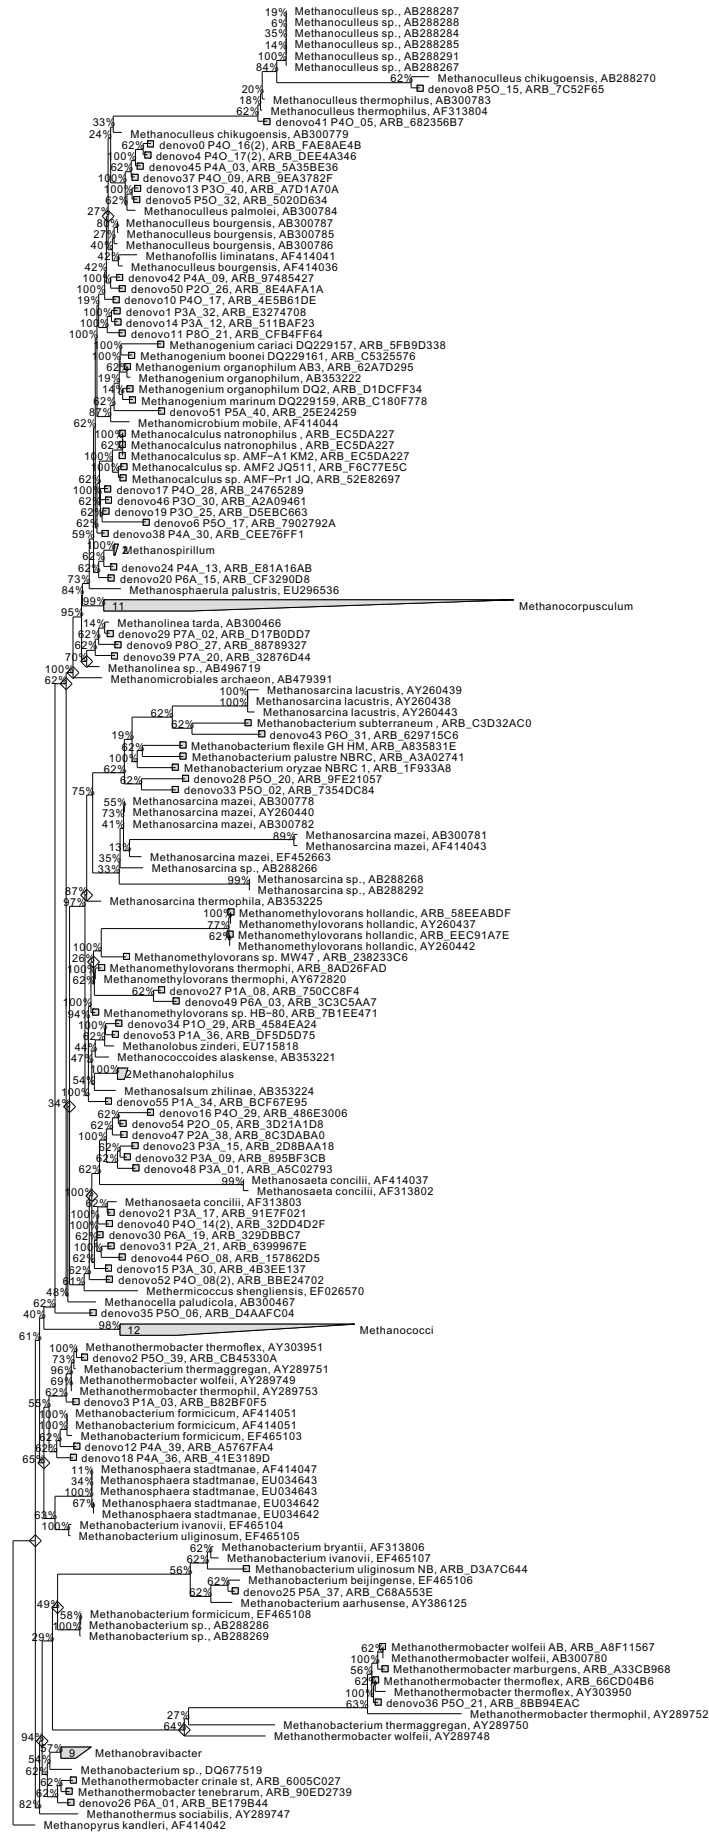 19% Methanoculleus sp., AB288287
6% Methanoculleus sp., AB288288
35% Methanoculleus sp., AB288284
14% Methanoculleus sp., AB288285
100% Methanoculleus sp., AB288291
84% Methanoculleus sp., AB288267
62% Methanoculleus chikugoensis, AB288270
20% denovo8 P5O_15, ARB_7C52F65
18% Methanoculleus thermophilus, AB300783
62% Methanoculleus thermophilus, AF313804
33% denovo41 P4O_05, ARB_682356B7
24% Methanoculleus chikugoensis, AB300779
62% denovo0 P4O_16(2), ARB_FAE8AE4B
100% denovo4 P4O_17(2), ARB_DEE4A346
62% denovo45 P4A_03, ARB_5A35BE36
100% denovo37 P4O_09, ARB_9EA3782F
100% denovo13 P3O_40, ARB_A7D1A70A
62% denovo5 P5O_32, ARB_5020D634
27% Methanoculleus palmolei, AB300784
80% Methanoculleus bourgensis, AB300787
27% Methanoculleus bourgensis, AB300785
40% Methanoculleus bourgensis, AB300786
42% Methanofollis liminatans, AF414041
42% Methanoculleus bourgensis, AF414036
100% denovo42 P4A_09, ARB_97485427
100% denovo50 P2O_26, ARB_8E4AFA1A
19% denovo10 P4O_17, ARB_4E5B61DE
100% denovo1 P3A_32, ARB_E3274708
100% denovo14 P3A_12, ARB_511BAF23
100% denovo11 P8O_21, ARB_CFB4FF64
100% Methanogenium cariaci DQ229157, ARB_5FB9D338
100% Methanogenium boonei DQ229161, ARB_C5325576
62% Methanogenium organophilum AB3, ARB_62A7D295
19% Methanogenium organophilum, AB353222
14% Methanogenium organophilum DQ2, ARB_D1DCFF34
62% Methanogenium marinum DQ229159, ARB_C180F778
87% denovo51 P5A_40, ARB_25E24259
62% Methanomicrobium mobile, AF414044
100% Methanocalculus natronophilus , ARB_EC5DA227
62% Methanocalculus natronophilus , ARB_EC5DA227
100% Methanocalculus sp. AMF−A1 KM2, ARB_EC5DA227
100% Methanocalculus sp. AMF2 JQ511, ARB_F6C77E5C
62% Methanocalculus sp. AMF−Pr1 JQ, ARB_52E82697
100% denovo17 P4O_28, ARB_24765289
62% denovo46 P3O_30, ARB_A2A09461
62% denovo19 P3O_25, ARB_D5EBC663
62% denovo6 P5O_17, ARB_7902792A
59% denovo38 P4A_30, ARB_CEE76FF1
100% Methanospirillum
62% denovo24 P4A_13, ARB_E81A16AB
62% denovo20 P6A_15, ARB_CF3290D8
73%
84% Methanosphaerula palustris, EU296536
99% 11 Methanocorpusculum
95%
14% Methanolinea tarda, AB300466
62% denovo29 P7A_02, ARB_D17B0DD7
62% denovo9 P8O_27, ARB_88789327
70% denovo39 P7A_20, ARB_32876D44
100% Methanolinea sp., AB496719
62% Methanomicrobiales archaeon, AB479391
100% Methanosarcina lacustris, AY260439
100% Methanosarcina lacustris, AY260438
62% Methanosarcina lacustris, AY260443
62% Methanobacterium subterraneum , ARB_C3D32AC0
19% denovo43 P6O_31, ARB_629715C6
62% Methanobacterium flexile GH HM, ARB_A835831E
100% Methanobacterium palustre NBRC, ARB_A3A02741
62% Methanobacterium oryzae NBRC 1, ARB_1F933A8
62% denovo28 P5O_20, ARB_9FE21057
75% denovo33 P5O_02, ARB_7354DC84
55% Methanosarcina mazei, AB300778
73% Methanosarcina mazei, AY260440
41% Methanosarcina mazei, AB300782
89% Methanosarcina mazei, AB300781
13% Methanosarcina mazei, AF414043
35% Methanosarcina mazei, EF452663
33% Methanosarcina sp., AB288266
99% Methanosarcina sp., AB288268
87% Methanosarcina sp., AB288292
97% Methanosarcina thermophila, AB353225
100% Methanomethylovorans hollandic, ARB_58EEABDF
77% Methanomethylovorans hollandic, AY260437
62% Methanomethylovorans hollandic, ARB_EEC91A7E
100% Methanomethylovorans hollandic, AY260442
26% Methanomethylovorans sp. MW47 , ARB_238233C6
100% Methanomethylovorans thermophi, ARB_8AD26FAD
62% Methanomethylovorans thermophi, AY672820
62% denovo27 P1A_08, ARB_750CC8F4
100% denovo49 P6A_03, ARB_3C3C5AA7
94% Methanomethylovorans sp. HB−80, ARB_7B1EE471
100% denovo34 P1O_29, ARB_4584EA24
62% denovo53 P1A_36, ARB_DF5D5D75
44% Methanolobus zinderi, EU715818
47% Methanococcoides alaskense, AB353221
100% 2 Methanohalophilus
54%
100% Methanosalsum zhilinae, AB353224
34% denovo55 P1A_34, ARB_BCF67E95
62% denovo16 P4O_29, ARB_486E3006
62% denovo54 P2O_05, ARB_3D21A1D8
100% denovo47 P2A_38, ARB_8C3DABA0
62% denovo23 P3A_15, ARB_2D8BAA18
62% denovo32 P3A_09, ARB_895BF3CB
62% denovo48 P3A_01, ARB_A5C02793
99% Methanosaeta concilii, AF414037
100% Methanosaeta concilii, AF313802
62% Methanosaeta concilii, AF313803
100% denovo21 P3A_17, ARB_91E7F021
100% denovo40 P4O_14(2), ARB_32DD4D2F
62% denovo30 P6A_19, ARB_329DBBC7
100% denovo31 P2A_21, ARB_6399967E
62% denovo44 P6O_08, ARB_157862D5
62% denovo15 P3A_30, ARB_4B3EE137
61% denovo52 P4O_08(2), ARB_BBE24702
48% Methermicoccus shengliensis, EF026570
62% Methanocella paludicola, AB300467
40% denovo35 P5O_06, ARB_D4AAFC04
98% 12 Methanococci
61%
100% Methanothermobacter thermoflex, AY303951
73% denovo2 P5O_39, ARB_CB45330A
96% Methanobacterium thermaggregan, AY289751
69% Methanothermobacter wolfeii, AY289749
62% Methanothermobacter thermophil, AY289753
55% denovo3 P1A_03, ARB_B82BF0F5
100% Methanobacterium formicicum, AF414051
100% Methanobacterium formicicum, AF414051
62% Methanobacterium formicicum, EF465103
62% denovo12 P4A_39, ARB_A5767FA4
65% denovo18 P4A_36, ARB_41E3189D
11% Methanosphaera stadtmanae, AF414047
34% Methanosphaera stadtmanae, EU034643
100% Methanosphaera stadtmanae, EU034643
67% Methanosphaera stadtmanae, EU034642
63% Methanosphaera stadtmanae, EU034642
100% Methanobacterium ivanovii, EF465104
Methanobacterium uliginosum, EF465105
62% Methanobacterium bryantii, AF313806
62% Methanobacterium ivanovii, EF465107
56% Methanobacterium uliginosum NB, ARB_D3A7C644
62% Methanobacterium beijingense, EF465106
62% denovo25 P5A_37, ARB_C68A553E
49% Methanobacterium aarhusense, AY386125
58% Methanobacterium formicicum, EF465108
100% Methanobacterium sp., AB288286
29% Methanobacterium sp., AB288269
62% Methanothermobacter wolfeii AB, ARB_A8F11567
100% Methanothermobacter wolfeii, AB300780
56% Methanothermobacter marburgens, ARB_A33CB968
62% Methanothermobacter thermoflex, ARB_66CD04B6
100% Methanothermobacter thermoflex, AY303950
63% denovo36 P5O_21, ARB_8BB94EAC
27% Methanothermobacter thermophil, AY289752
64% Methanobacterium thermaggregan, AY289750
94% Methanothermobacter wolfeii, AY289748
57% 9 Methanobravibacter
54%
62% Methanobacterium sp., DQ677519
62% Methanothermobacter crinale st, ARB_6005C027
62% Methanothermobacter tenebrarum, ARB_90ED2739
82% denovo26 P6A_01, ARB_BE179B44
Methanothermus sociabilis, AY289747
Methanopyrus kandleri, AF414042